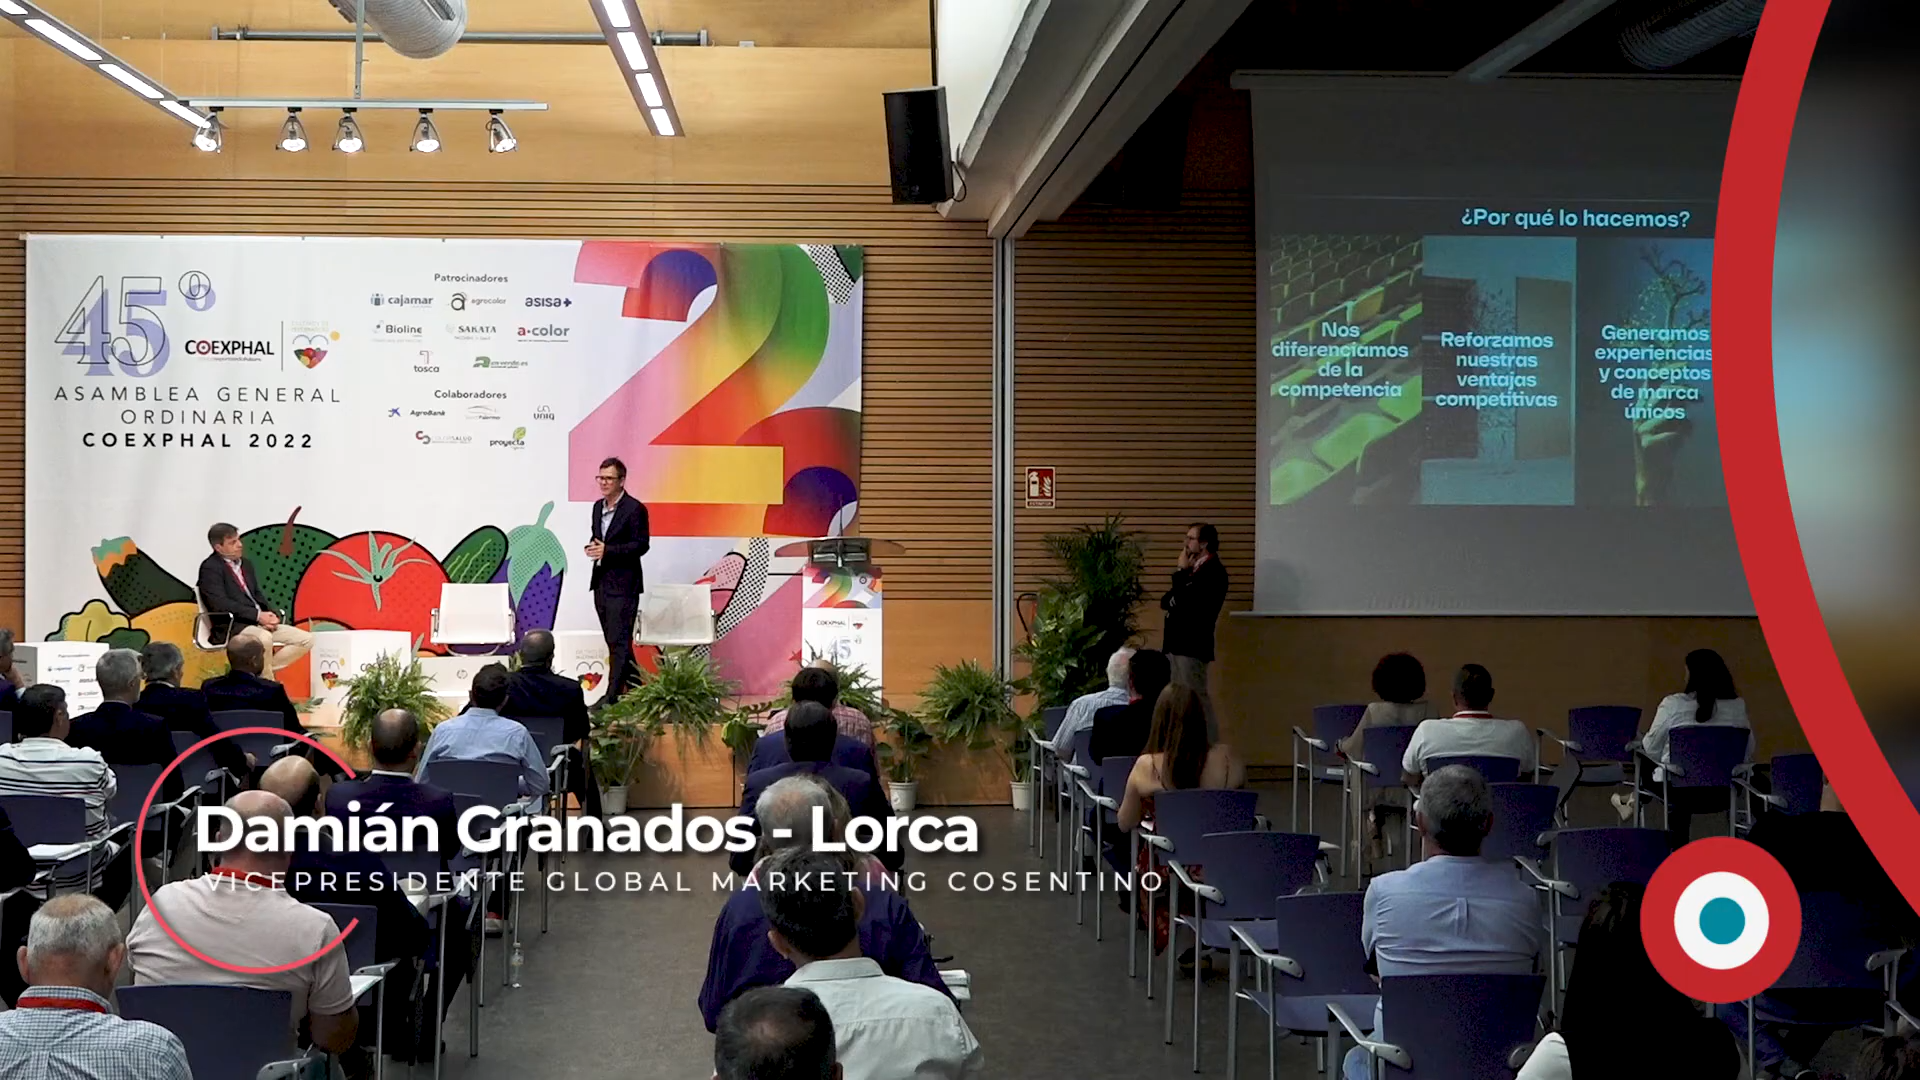 45º
COEXPHAL
ASAMBLEA GENERAL
ORDINARIA
COEXPHAL 2022
Patrocinadores
cajamar
agrocolor
asisa+
Bioline
SAKATA
a·color
tosca
Colaboradores
AgroBank
UNIQ
proyecta
¿Por qué lo hacemos?
Nos
diferenciamos
de la
competencia
Reforzamos
nuestras
ventajas
competitivas
Generamos
experiencias
y conceptos
de marca
únicos
COEXPHAL
45
Damián Granados - Lorca
VICEPRESIDENTE GLOBAL MARKETING COSENTINO